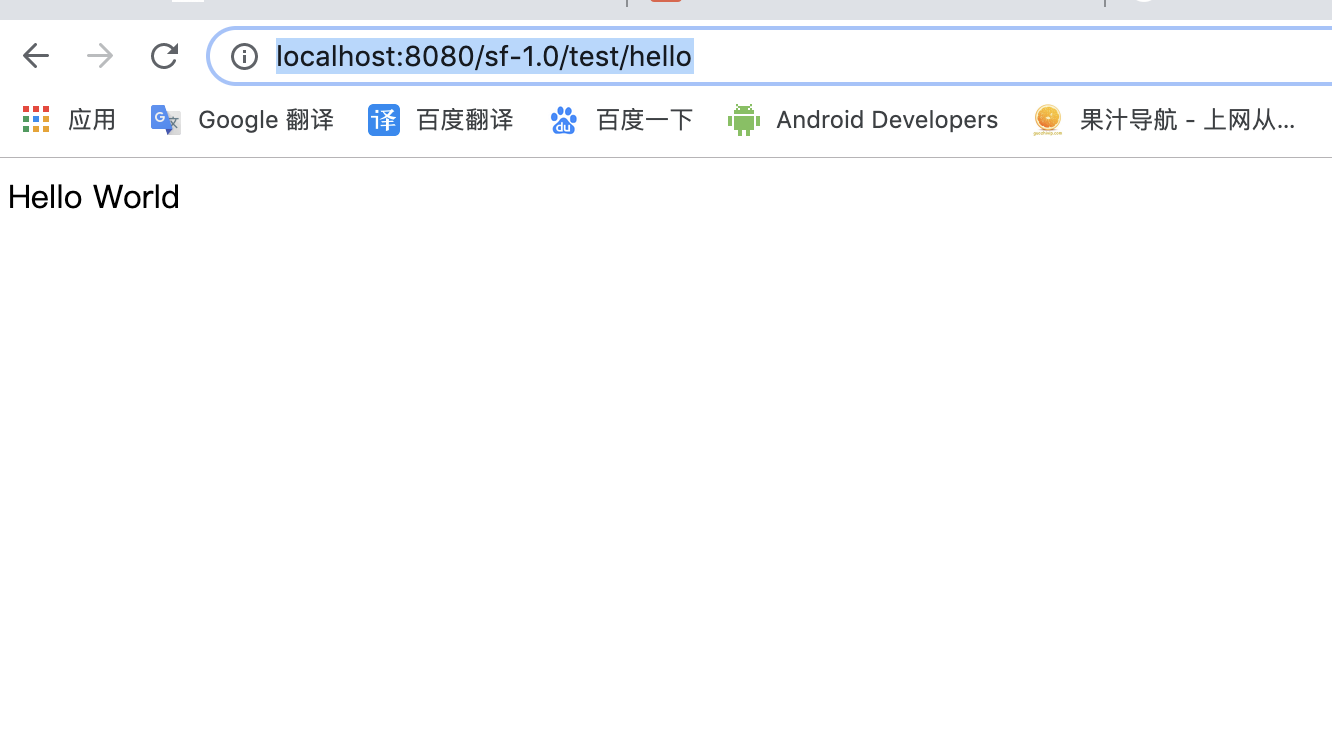 localhost:8080/sf-1.0/test/hello
应用 Google 翻译 译 百度翻译 du 百度一下 Android Developers 果汁导航 - 上网从...
Hello World